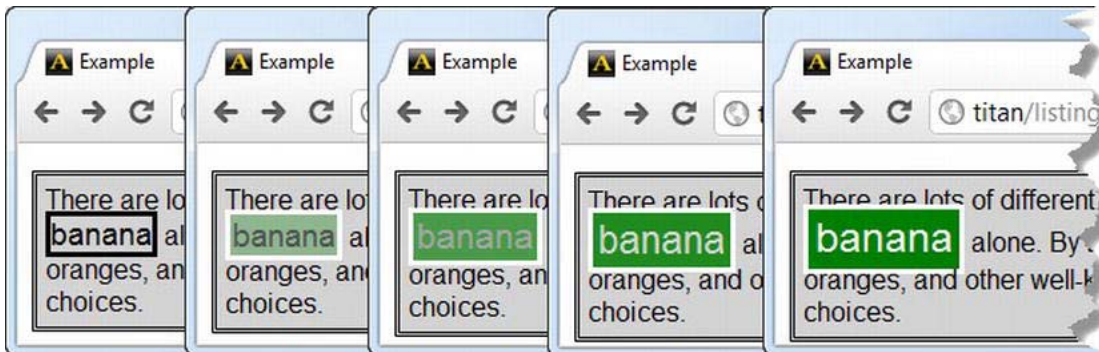 A Example
There are lo
banana al
oranges, an
choices.
A Example
There are lo
banana al
oranges, an
choices.
A Example
There are lo
banana
oranges, an
choices.
A Example
t
There are lots
banana al
oranges, and o
choices.
A Example
titan/listing
There are lots of different
banana alone. By
oranges, and other well-k
choices.